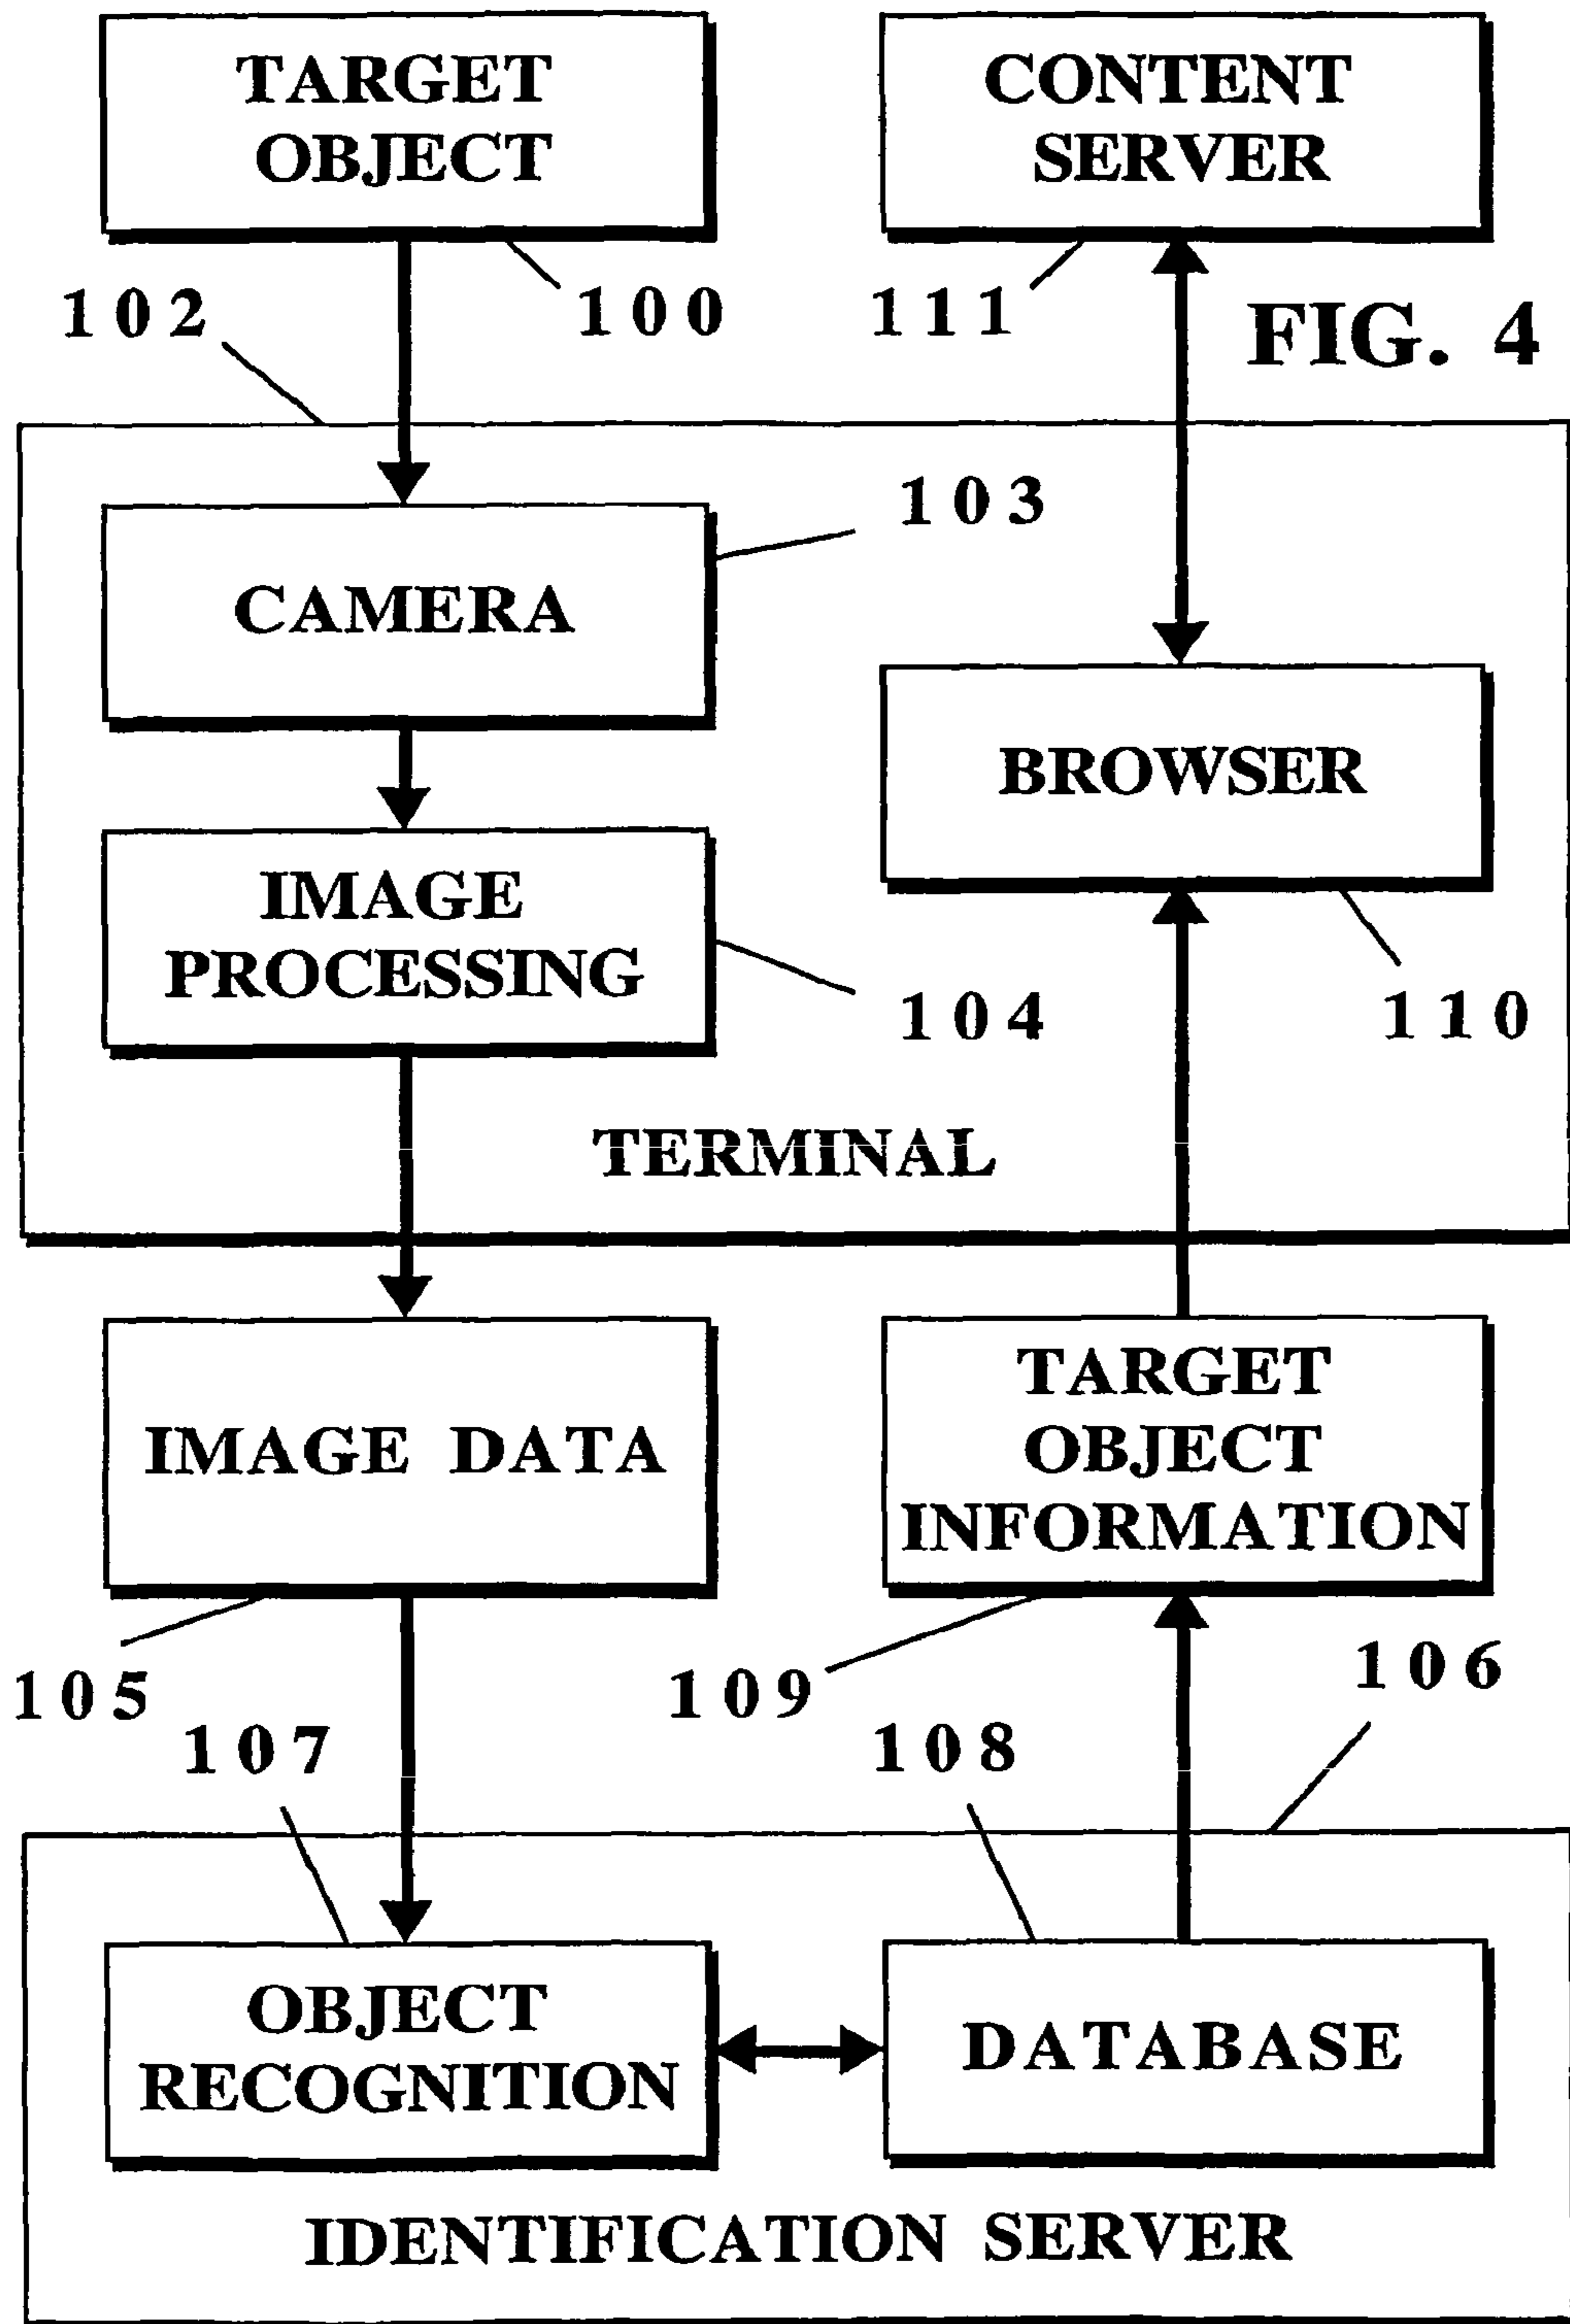 TARGET
OBJECT
CONTENT
SERVER
102
100
111
FIG. 4
103
CAMERA
BROWSER
IMAGE
PROCESSING
104
110
TERMINAL
IMAGE DATA
TARGET
OBJECT
INFORMATION
105
109
106
107
108
OBJECT
RECOGNITION
DATABASE
IDENTIFICATION SERVER